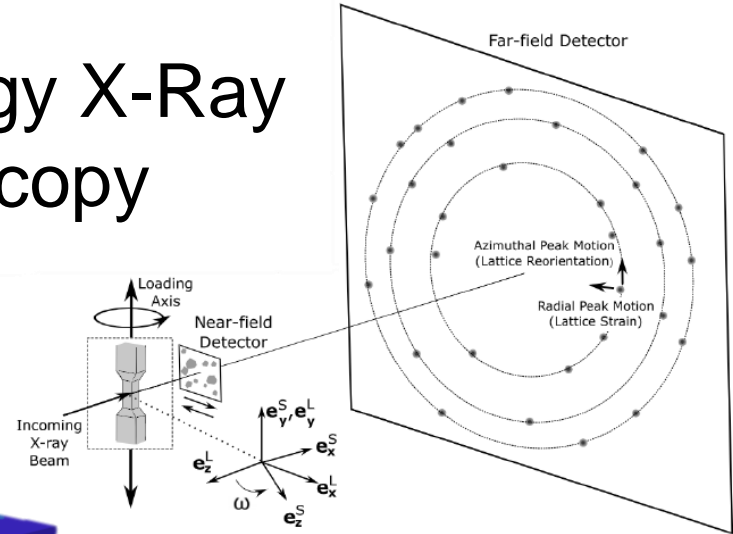 gy X-Ray
copy
Far-field Detector
Azimuthal Peak Motion
(Lattice Reorientation)
Radial Peak Motion
(Lattice Strain)
Loading
Axis
Near-field
Detector
Incoming
X-ray
Beam
e_y^S, e_y^L
e_x^S
e_z^L
e_x^L
ω
e_z^S